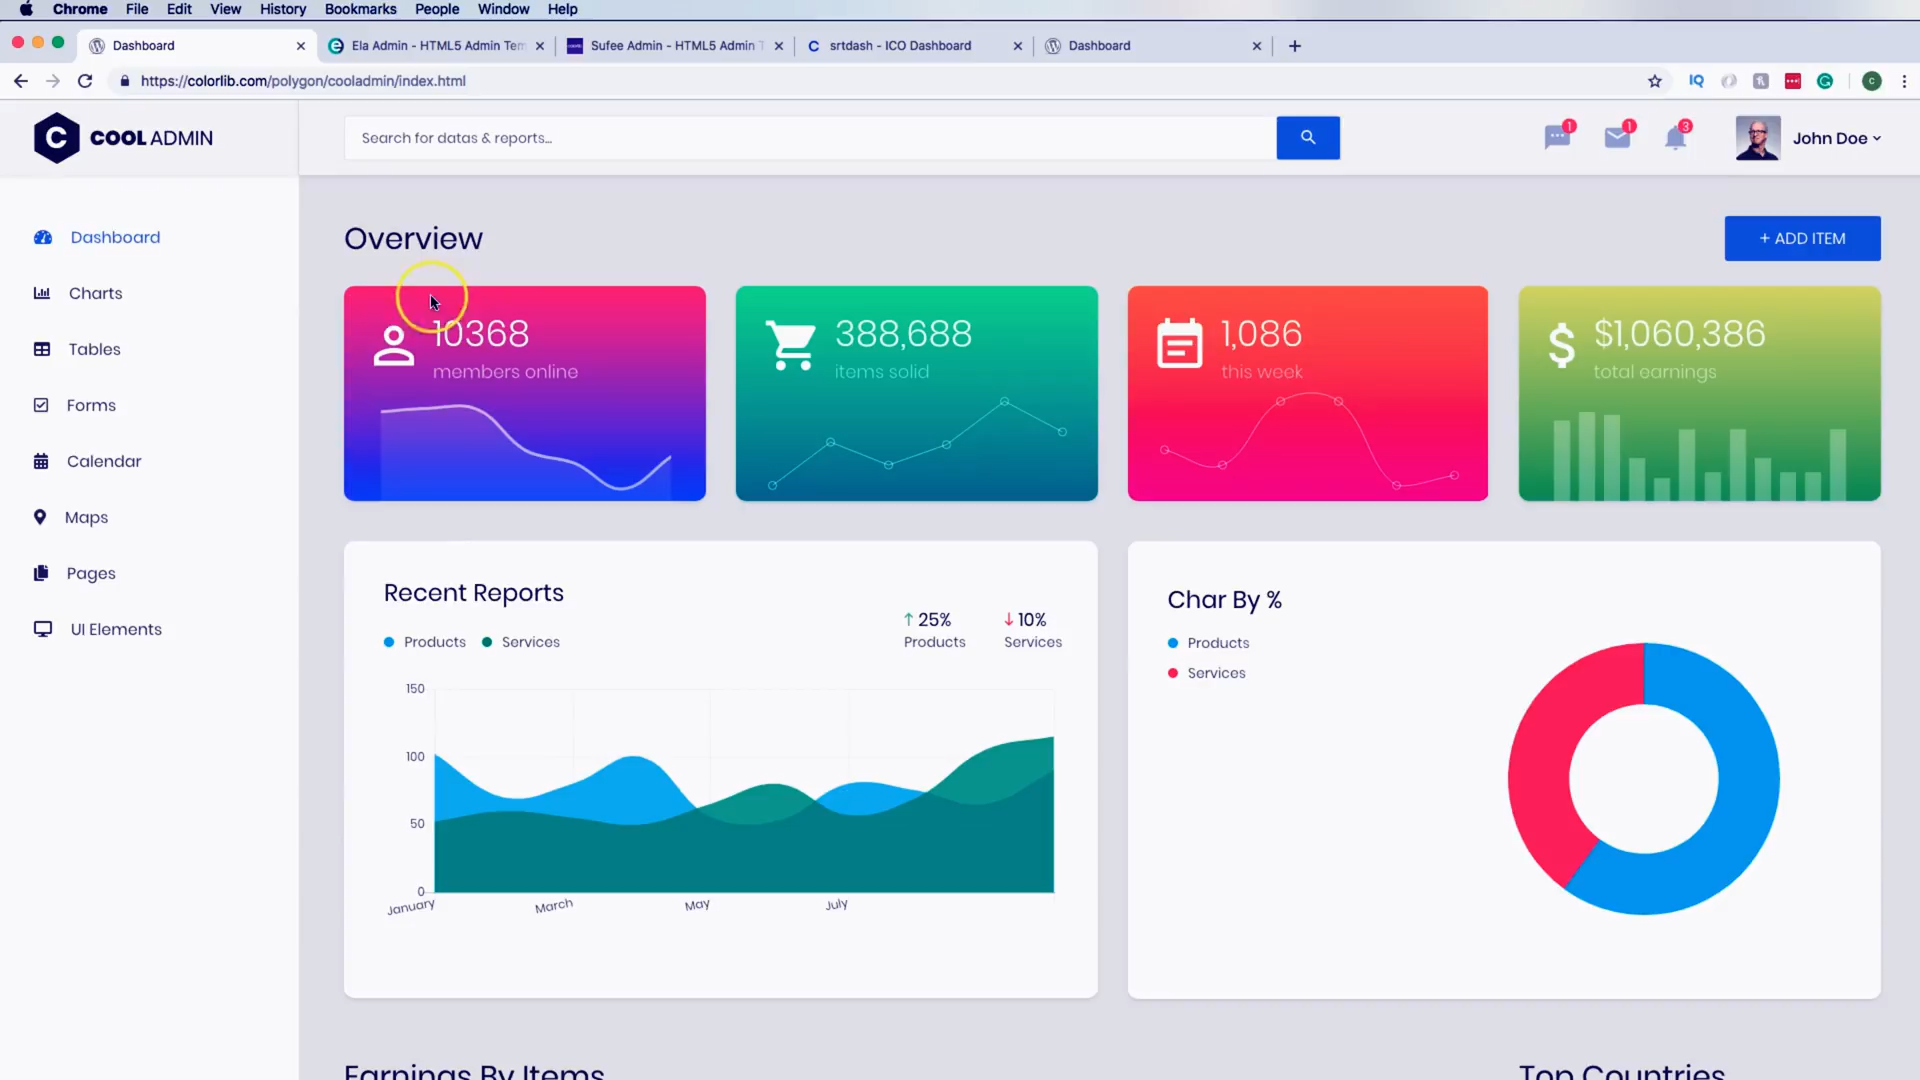 Chrome File Edit View History Bookmarks People Window Help
Dashboard
Ela Admin - HTML5 Admin Tem
Sufee Admin - HTML5 Admin T
srtdash - ICO Dashboard
Dashboard
https://colorlib.com/polygon/cooladmin/index.html
IQ
C
C COOL ADMIN
Search for datas & reports...
1
1
3
John Doe
Dashboard
Charts
Tables
Forms
Calendar
Maps
Pages
UI Elements
Overview
+ ADD ITEM
10368
members online
388,688
items solid
1,086
this week
$1,060,386
total earnings
Recent Reports
Products
Services
25%
Products
10%
Services
150
100
50
0
January
March
May
July
Char By %
Products
Services
Earnings By Items
Top Countries